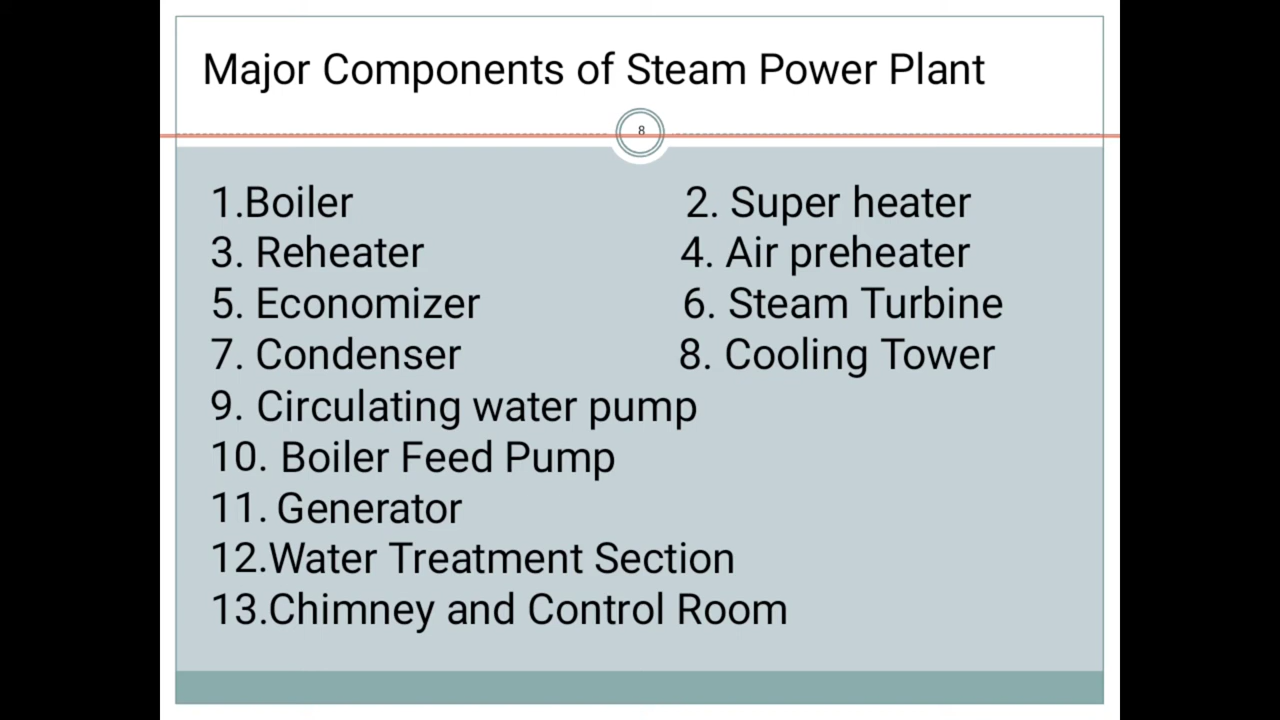 Major Components of Steam Power Plant
8
1.Boiler 2. Super heater
3. Reheater 4. Air preheater
5. Economizer 6. Steam Turbine
7. Condenser 8. Cooling Tower
9. Circulating water pump
10. Boiler Feed Pump
11. Generator
12.Water Treatment Section
13.Chimney and Control Room